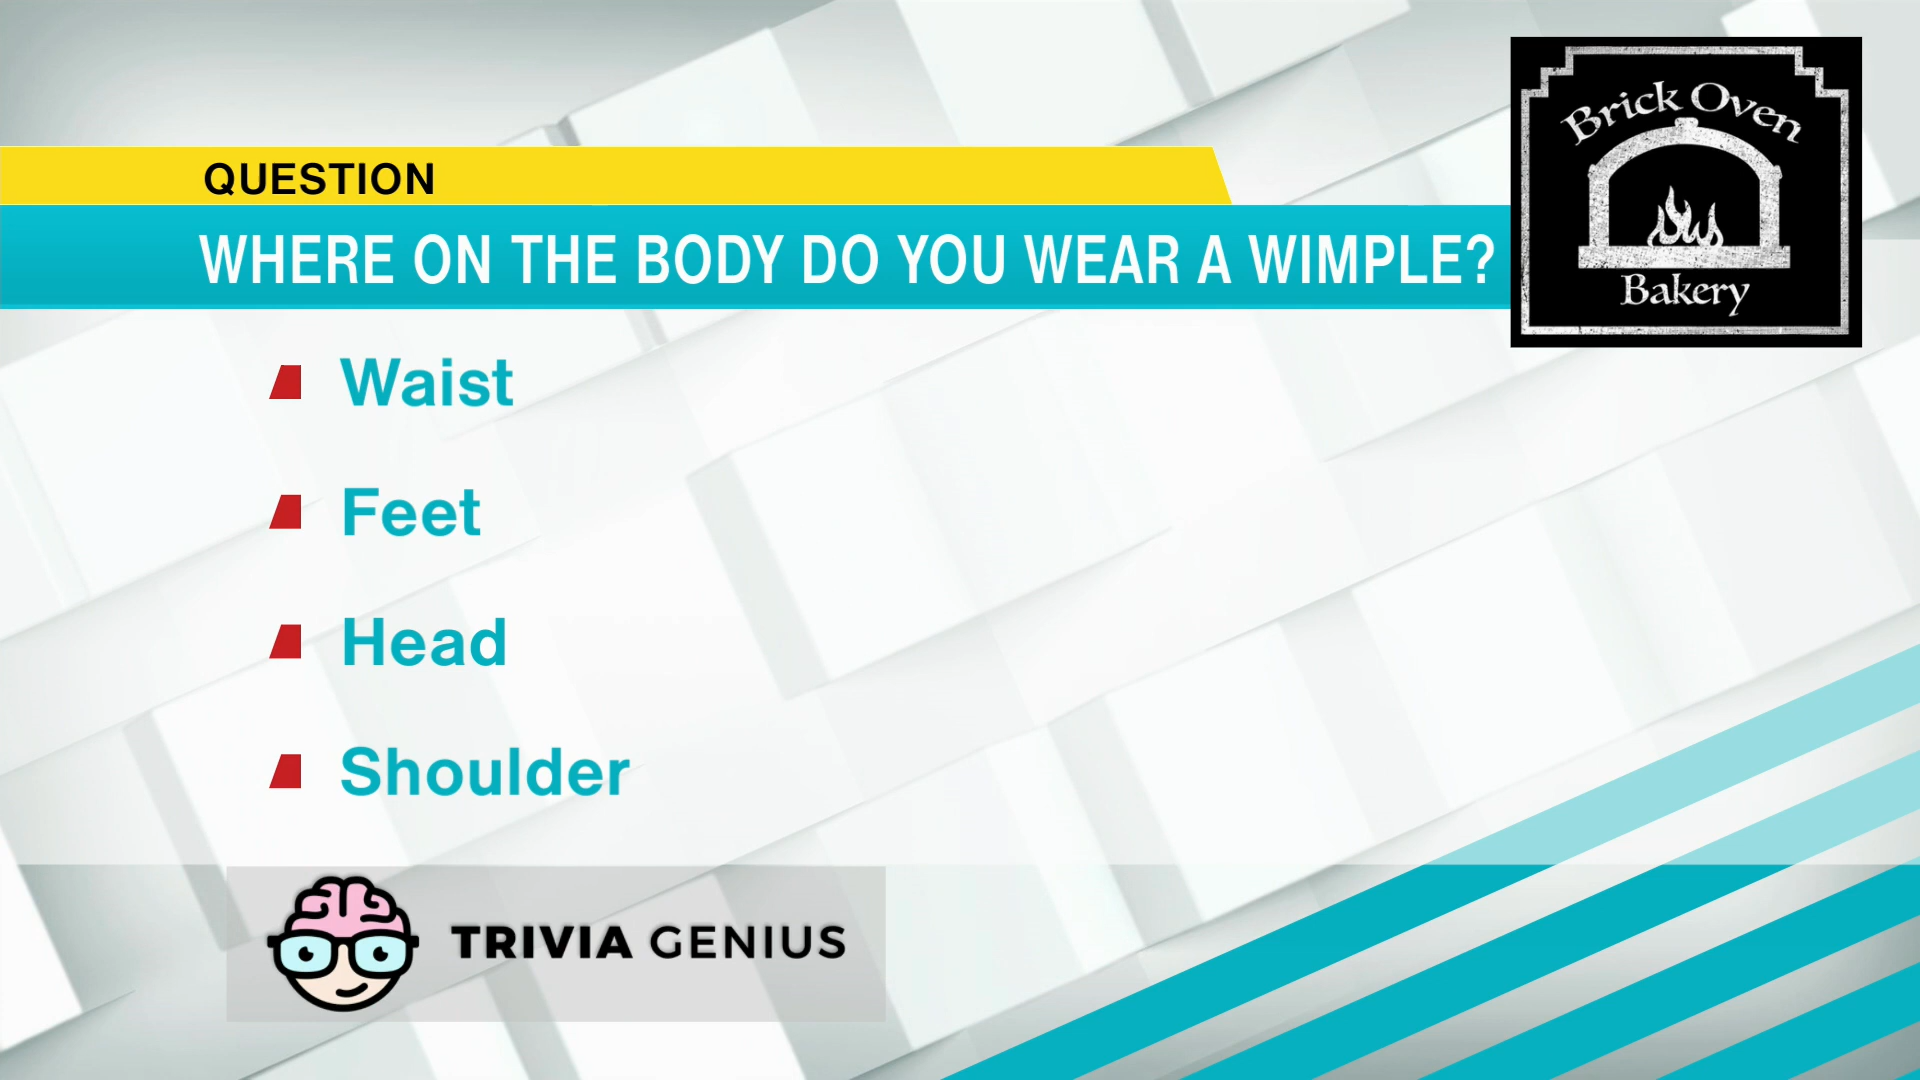 Brick Oven
Bakery
QUESTION
WHERE ON THE BODY DO YOU WEAR A WIMPLE?
Waist
Feet
Head
Shoulder
TRIVIA GENIUS